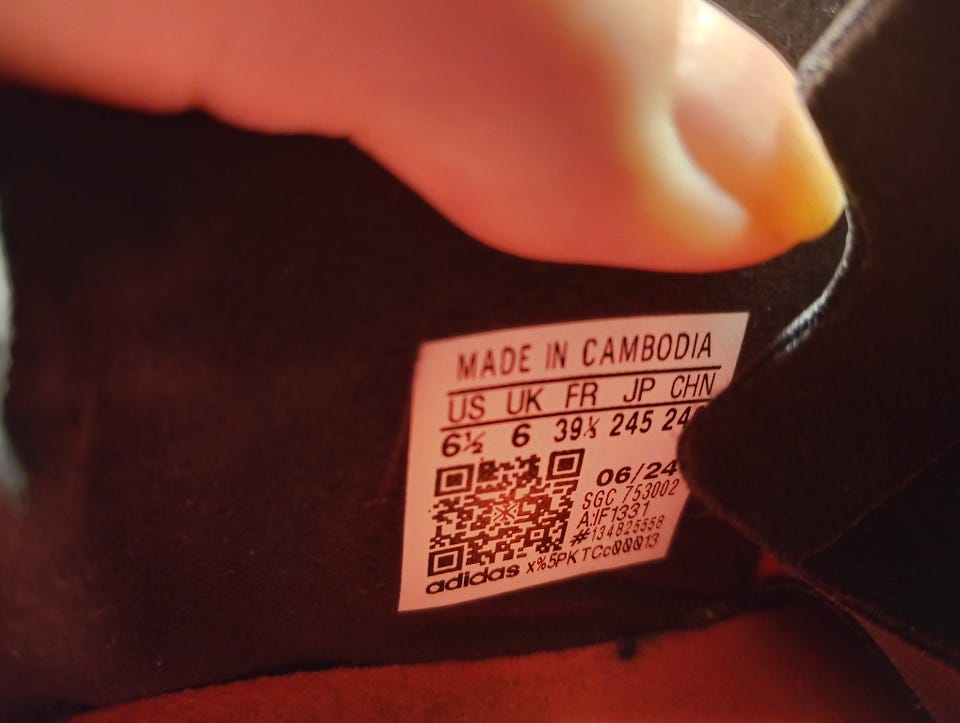 MADE IN CAMBODIA
US UK FR JP CHN
6½ 6 39⅓ 245
06/24
SGC 753002
A:IF1331
#134825558
adidas x%5PKTCc00013